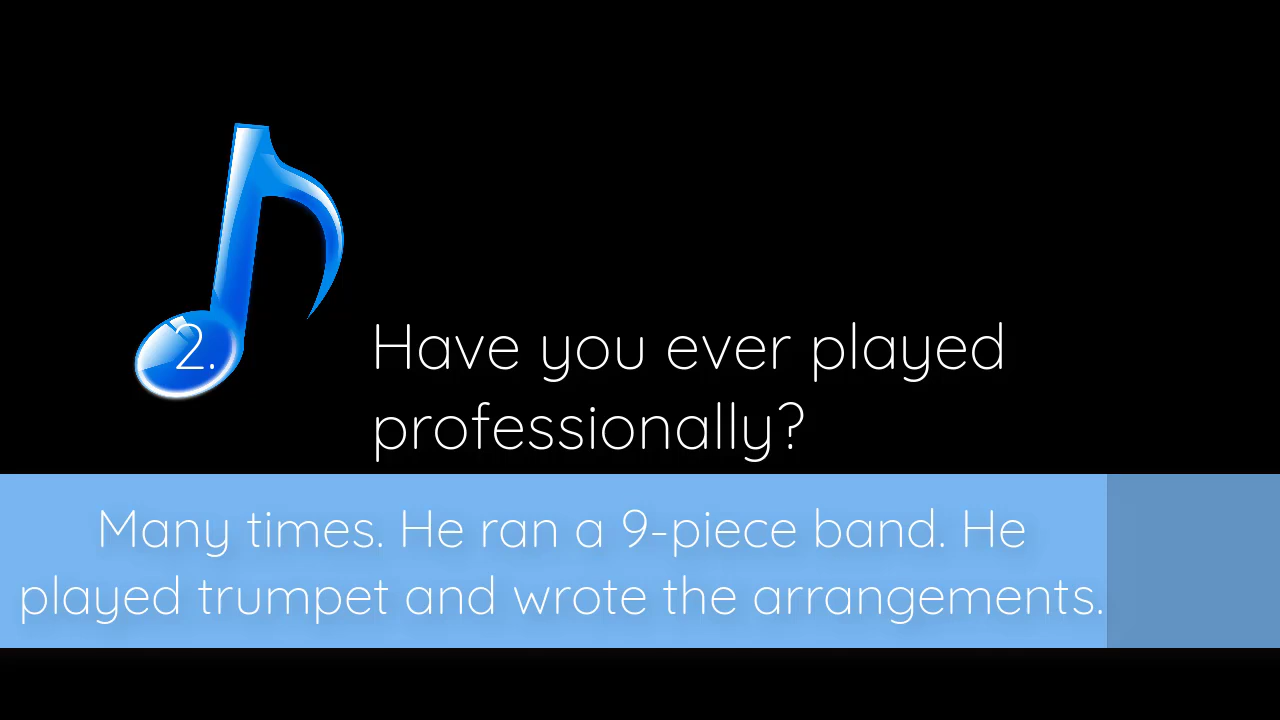 2.
Have you ever played
professionally?
Many times. He ran a 9-piece band. He
played trumpet and wrote the arrangements.